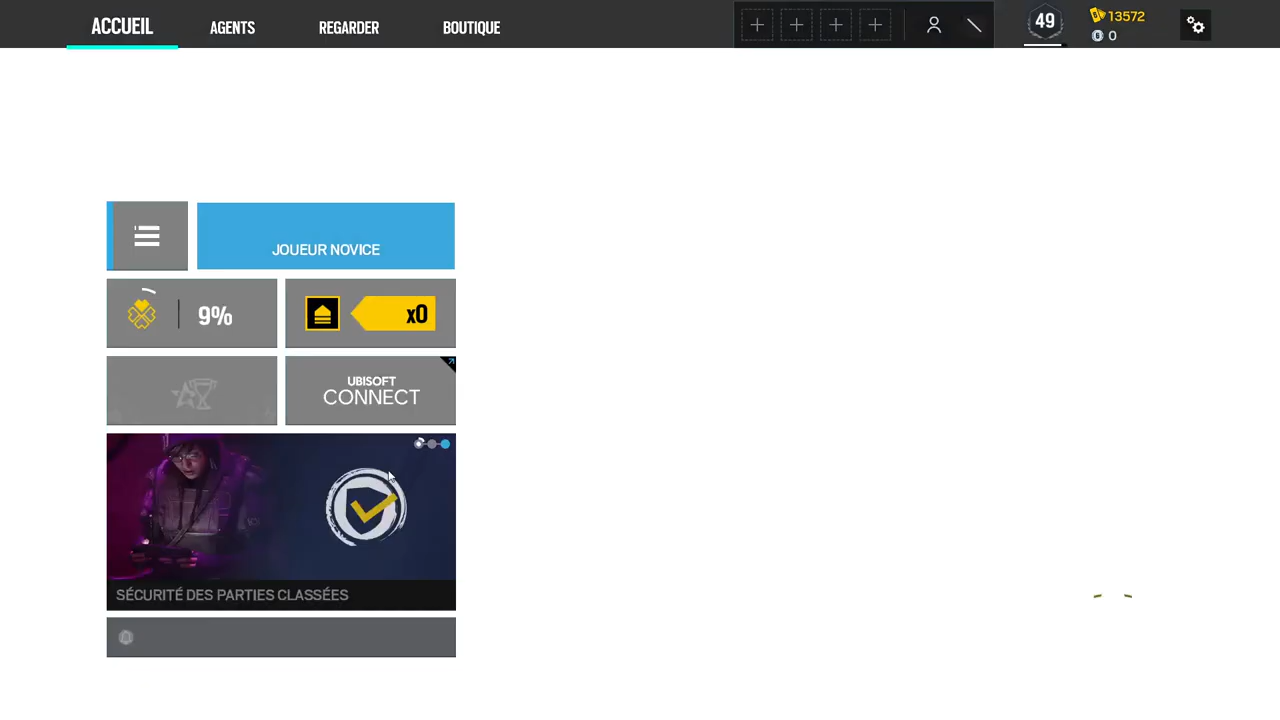 ACCUEIL
AGENTS
REGARDER
BOUTIQUE
49
13572
0
JOUEUR NOVICE
9%
x0
UBISOFT
CONNECT
SÉCURITÉ DES PARTIES CLASSÉES